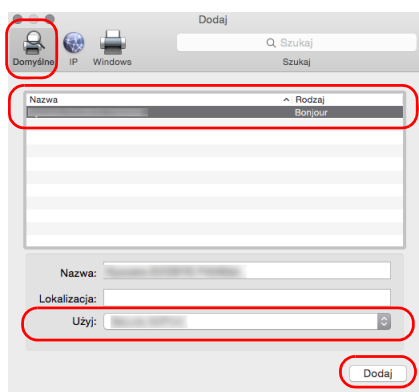 Dodaj
Szukaj
Domyślne IP Windows Szukaj
Nazwa Rodzaj
Bonjour
Nazwa:
Lokalizacja:
Użyj:
Dodaj